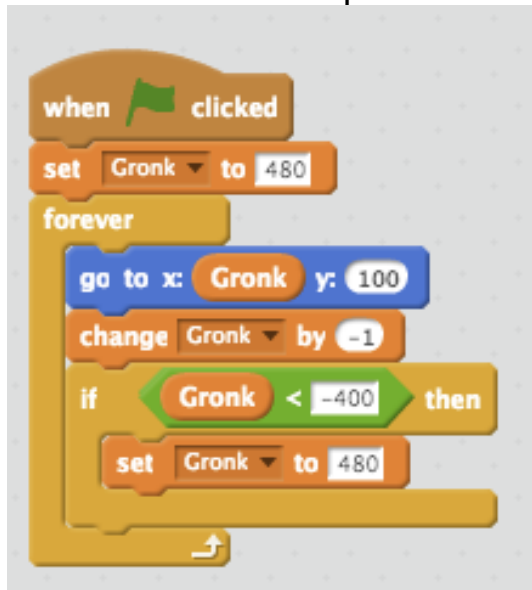 when clicked
set Gronk to 480
forever
go to x: Gronk y: 100
change Gronk by -1
if Gronk < -400 then
set Gronk to 480